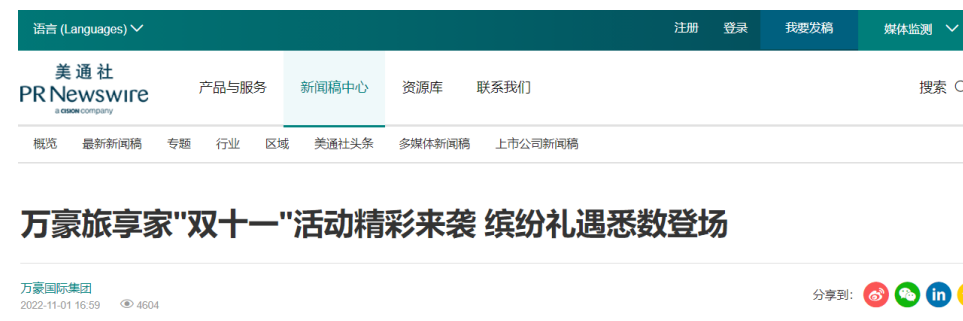 语言 (Languages) 注册 登录 我要发稿 媒体监测
美通社
PR Newswire
a CISION company
产品与服务 新闻稿中心 资源库 联系我们 搜索
概览 最新新闻稿 专题 行业 区域 美通社头条 多媒体新闻稿 上市公司新闻稿
万豪旅享家"双十一"活动精彩来袭 缤纷礼遇悉数登场
万豪国际集团
2022-11-01 16:59 4604
分享到: in